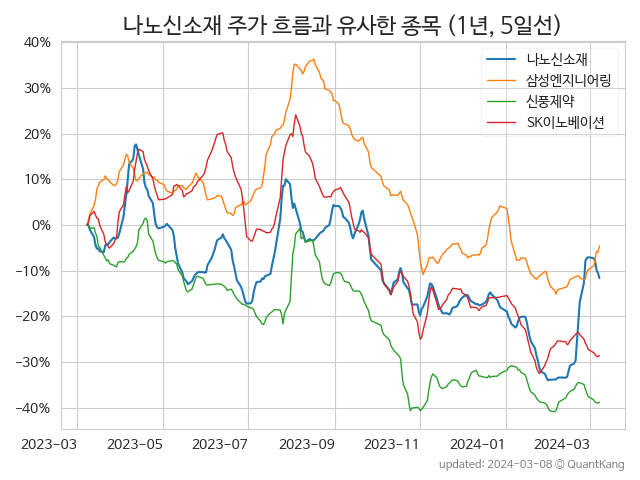 나노신소재 주가 흐름과 유사한 종목 (1년, 5일선)
40%
30%
20%
10%
0%
−10%
−20%
−30%
−40%
나노신소재
삼성엔지니어링
신풍제약
SK이노베이션
2023−03
2023−05
2023−07
2023−09
2023−11
2024−01
2024−03
updated: 2024-03-08 © QuantKang